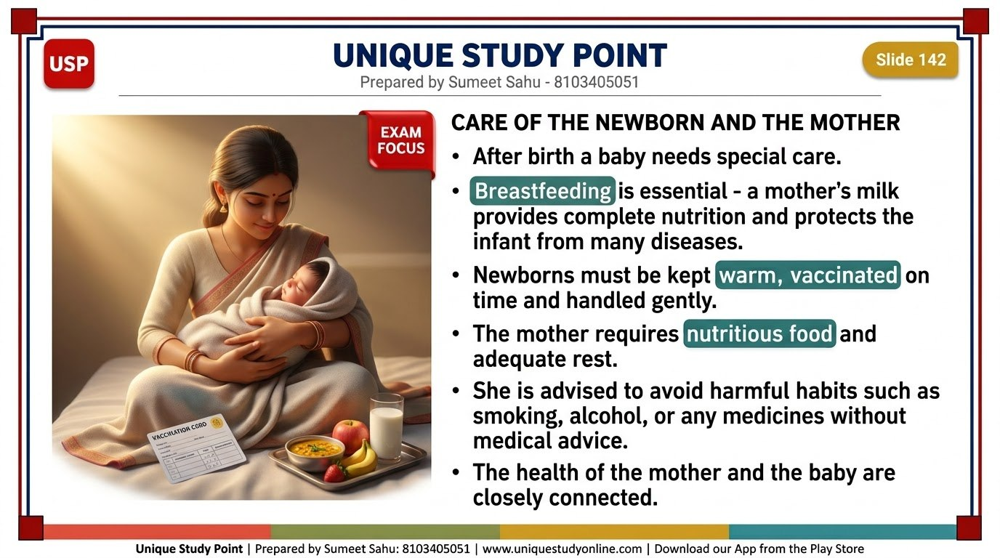 USP
UNIQUE STUDY POINT
Prepared by Sumeet Sahu - 8103405051
Slide 142
EXAM
FOCUS
CARE OF THE NEWBORN AND THE MOTHER
• After birth a baby needs special care.
• Breastfeeding is essential - a mother's milk
provides complete nutrition and protects the
infant from many diseases.
• Newborns must be kept warm, vaccinated on
time and handled gently.
• The mother requires nutritious food and
adequate rest.
• She is advised to avoid harmful habits such as
smoking, alcohol, or any medicines without
medical advice.
• The health of the mother and the baby are
closely connected.
Unique Study Point | Prepared by Sumeet Sahu: 8103405051 | www.uniquestudyonline.com | Download our App from the Play Store